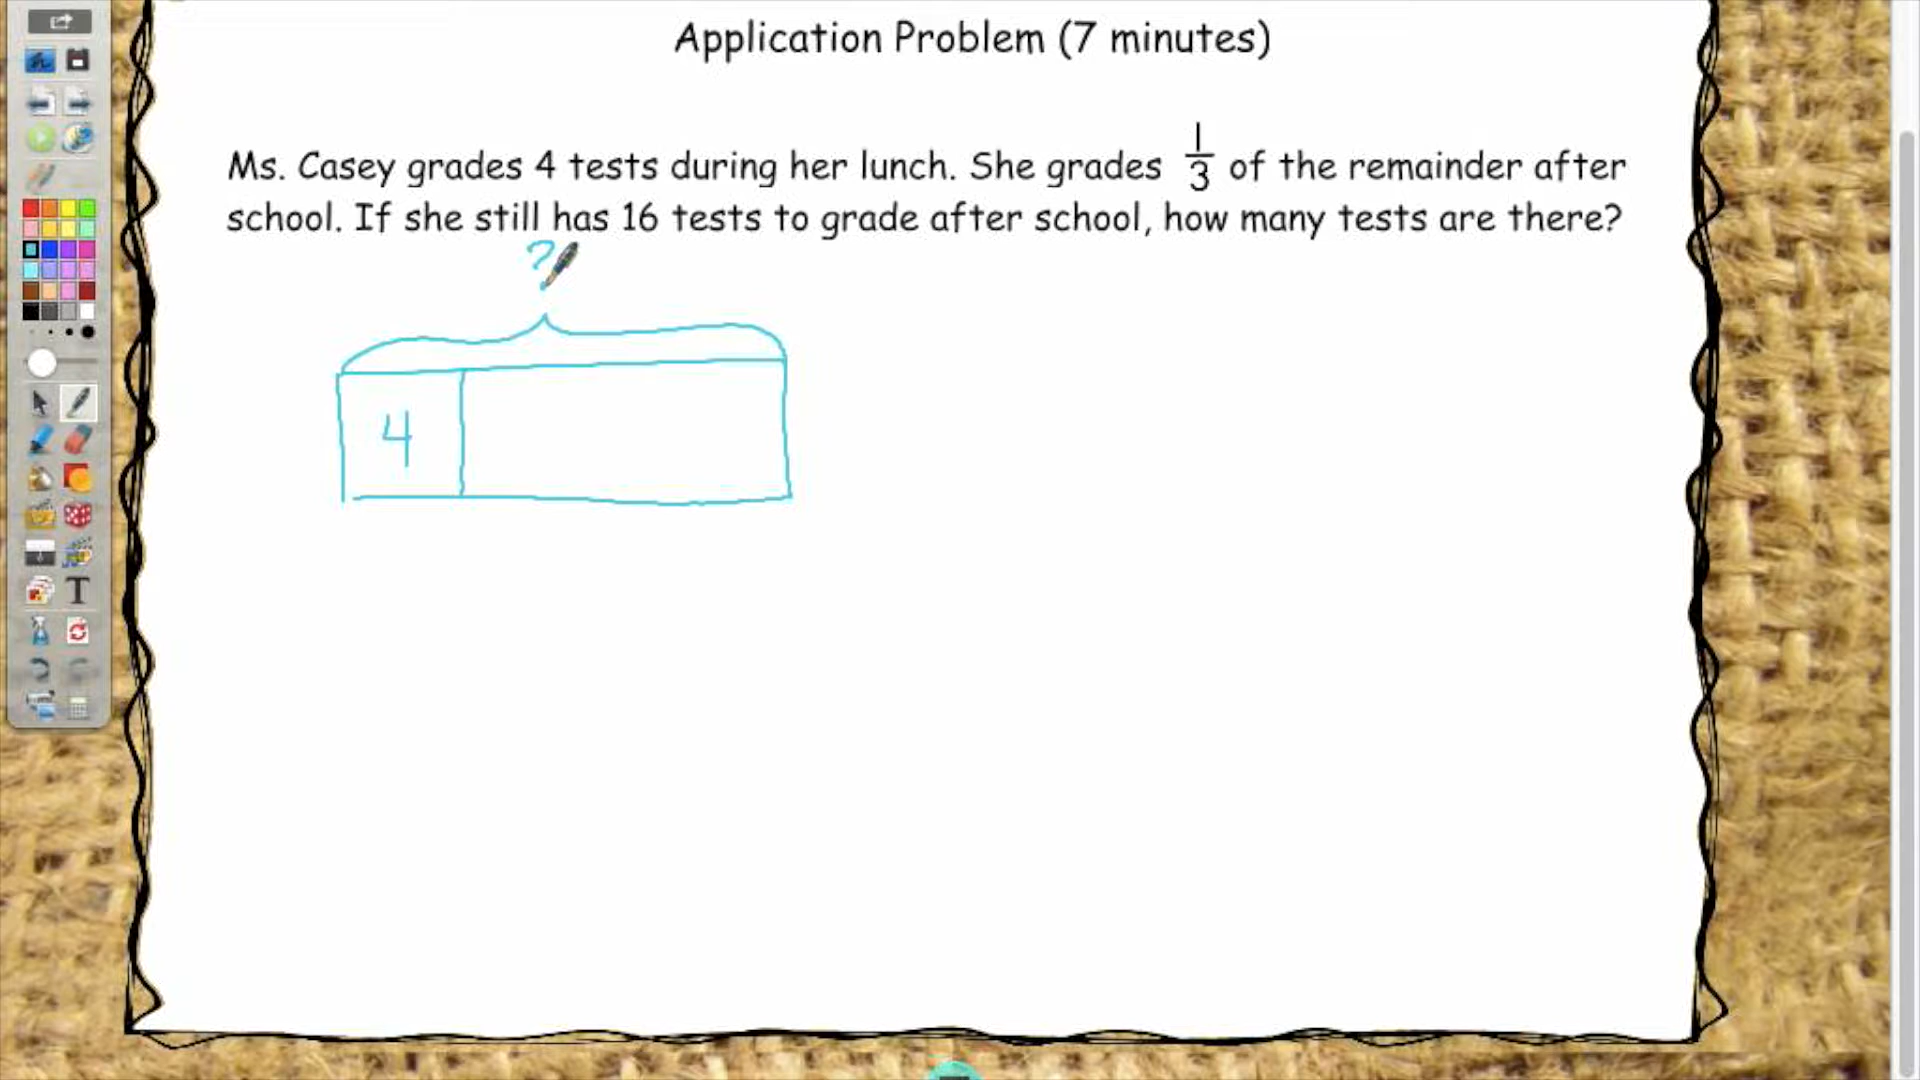 Application Problem (7 minutes)
Ms. Casey grades 4 tests during her lunch. She grades 1/3 of the remainder after
school. If she still has 16 tests to grade after school, how many tests are there?
?
4
T